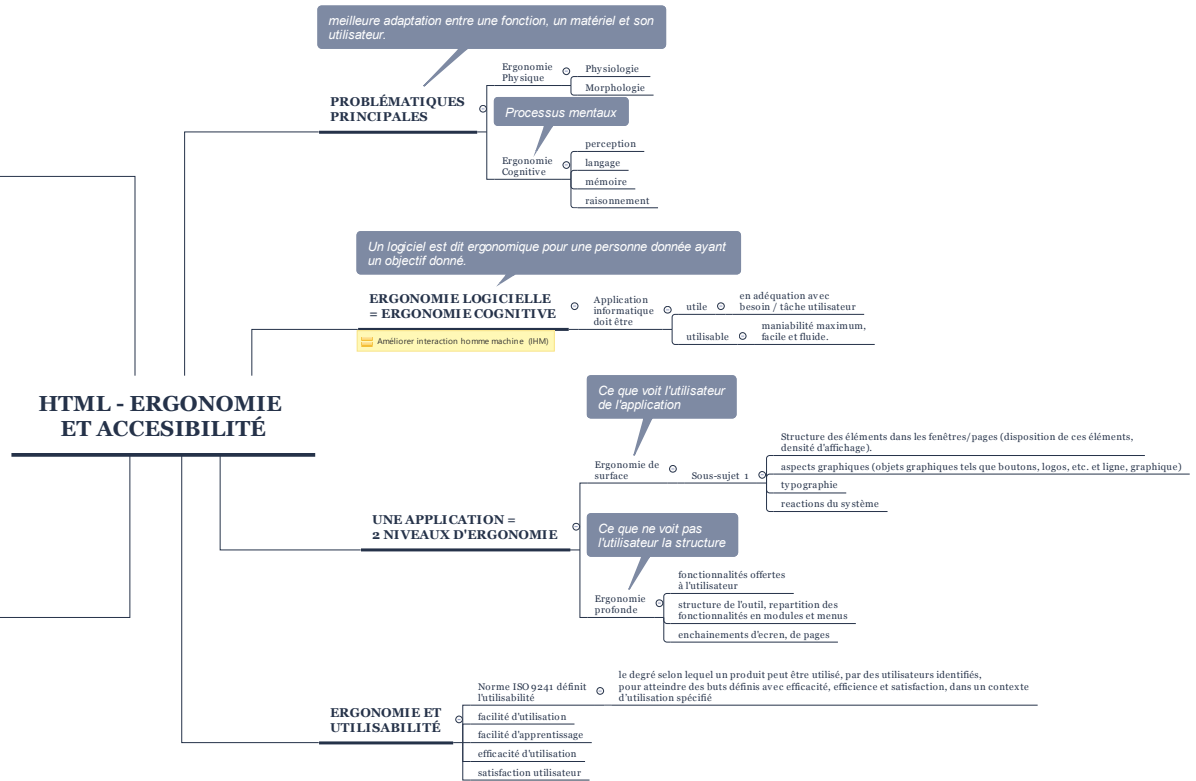 meilleure adaptation entre une fonction, un matériel et son
utilisateur.
PROBLÉMATIQUES
PRINCIPALES
Ergonomie
Physique
Physiologie
Morphologie
Processus mentaux
Ergonomie
Cognitive
perception
langage
mémoire
raisonnement
Un logiciel est dit ergonomique pour une personne donnée ayant
un objectif donné.
ERGONOMIE LOGICIELLE
= ERGONOMIE COGNITIVE
Améliorer interaction homme machine (IHM)
Application
informatique
doit être
utile
en adéquation avec
besoin / tâche utilisateur
utilisable
maniabilité maximum,
facile et fluide.
HTML - ERGONOMIE
ET ACCESIBILITÉ
UNE APPLICATION =
2 NIVEAUX D'ERGONOMIE
Ce que voit l'utilisateur
de l'application
Ergonomie de
surface
Sous-sujet 1
Structure des éléments dans les fenêtres/pages (disposition de ces éléments,
densité d'affichage).
aspects graphiques (objets graphiques tels que boutons, logos, etc. et ligne, graphique)
typographie
reactions du système
Ce que ne voit pas
l'utilisateur la structure
Ergonomie
profonde
fonctionnalités offertes
à l'utilisateur
structure de l'outil, repartition des
fonctionnalités en modules et menus
enchainements d'ecren, de pages
ERGONOMIE ET
UTILISABILITÉ
Norme ISO 9241 définit
l'utilisabilité
le degré selon lequel un produit peut être utilisé, par des utilisateurs identifiés,
pour atteindre des buts définis avec efficacité, efficience et satisfaction, dans un contexte
d'utilisation spécifié
facilité d'utilisation
facilité d'apprentissage
efficacité d'utilisation
satisfaction utilisateur